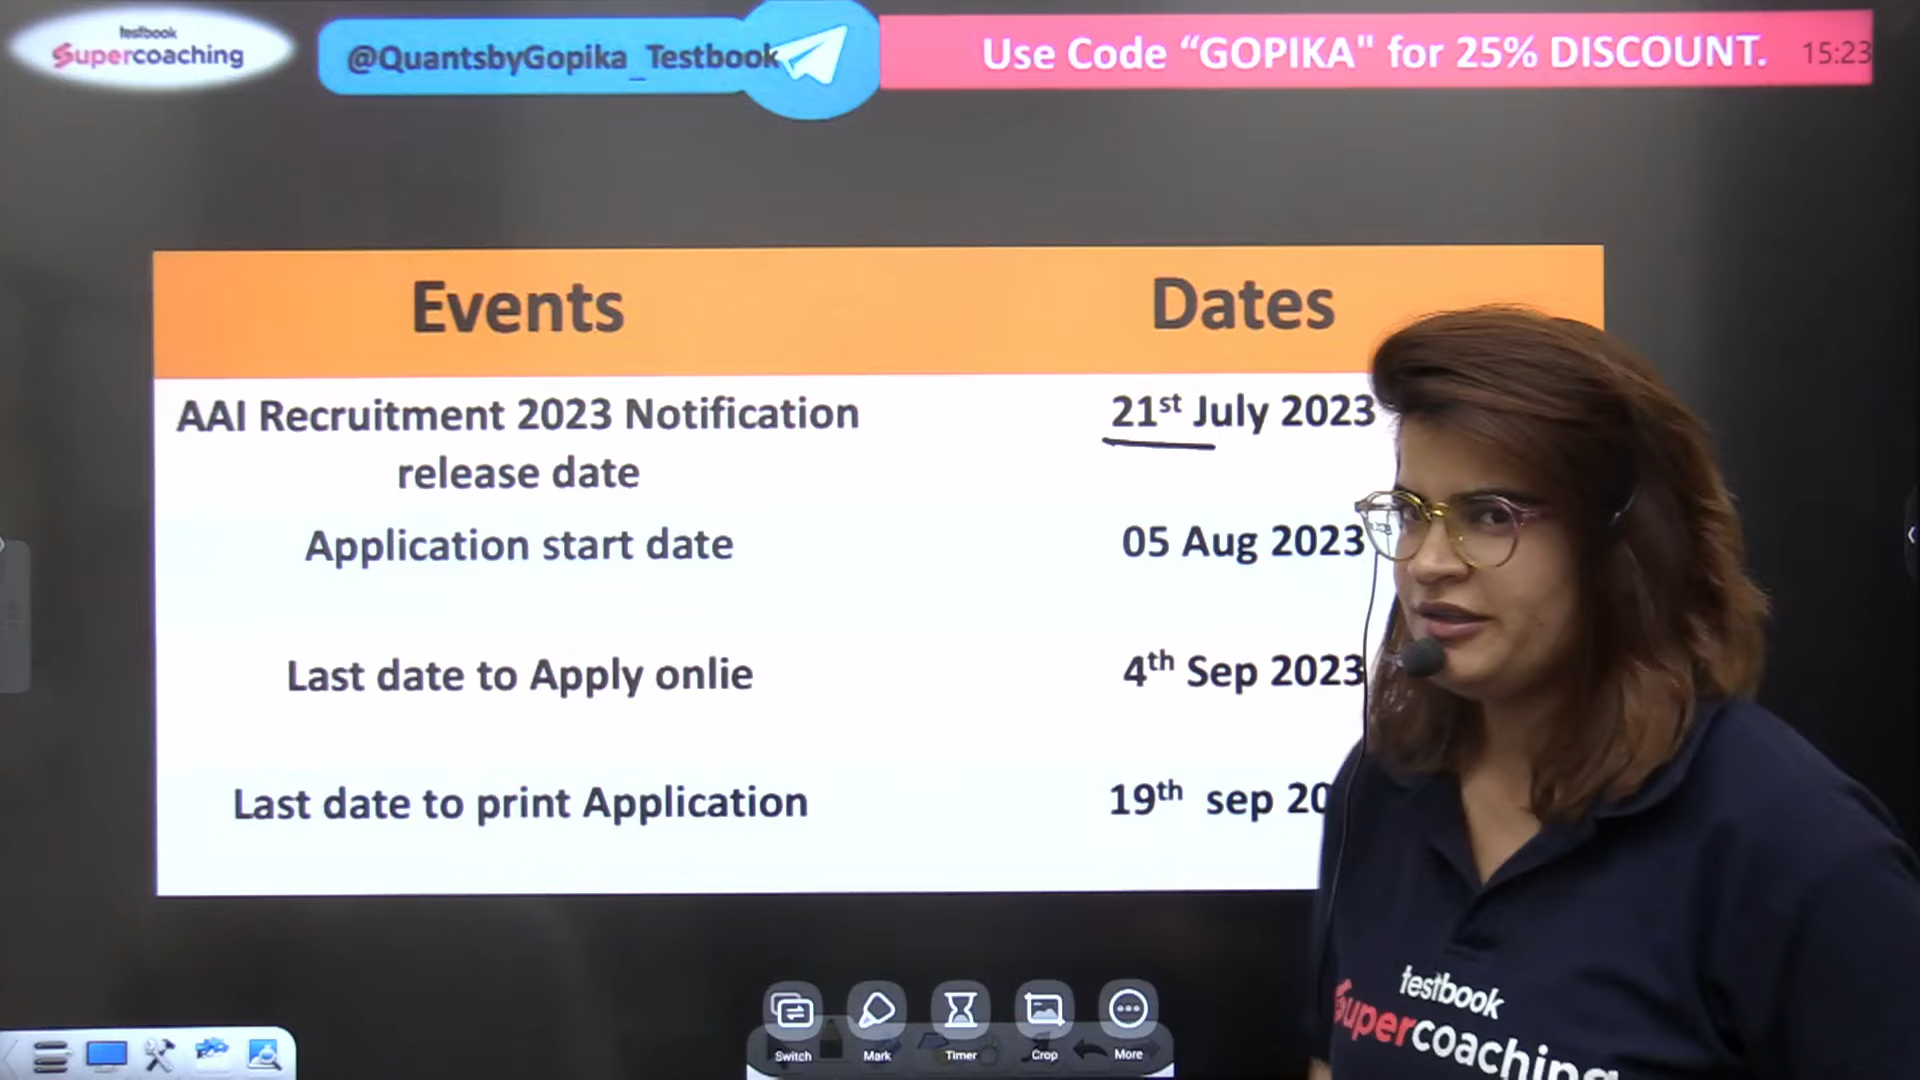 testbook
Supercoaching
@QuantsbyGopika_Testbook
Use Code “GOPIKA" for 25% DISCOUNT.
15:23
Events
Dates
AAI Recruitment 2023 Notification
release date
21st July 2023
Application start date
05 Aug 2023
Last date to Apply onlie
4th Sep 2023
Last date to print Application
19th sep 20
Switch
Mark
Timer
Crop
More
testbook
Supercoaching